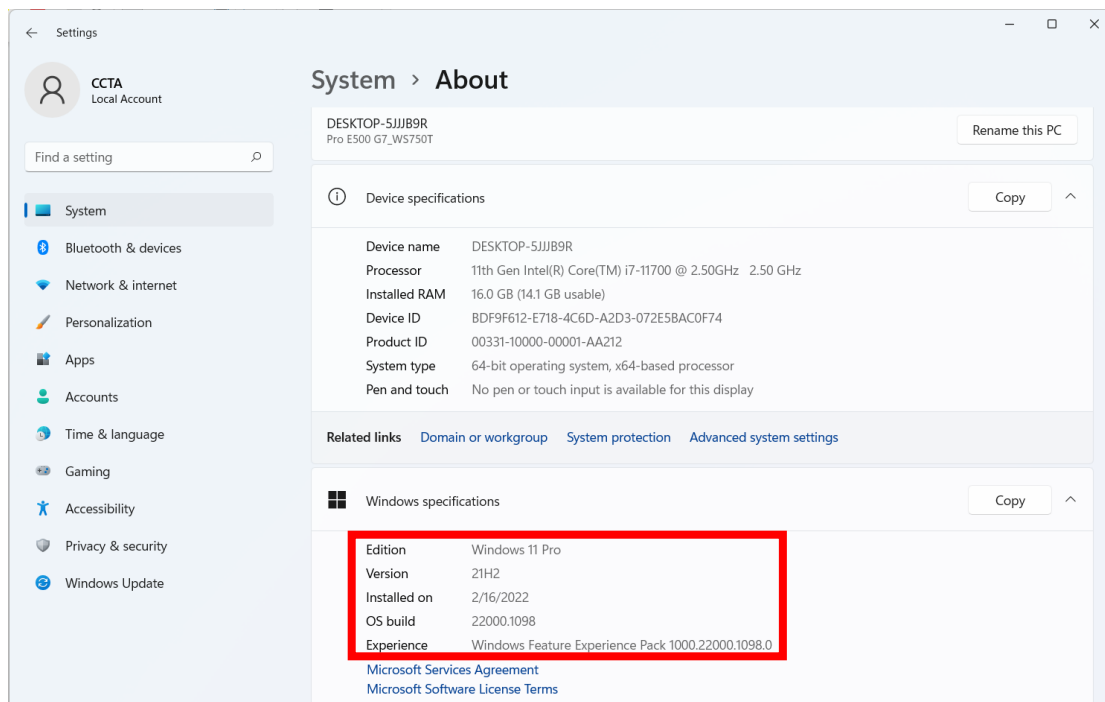 Settings
CCTA
Local Account
Find a setting
System
Bluetooth & devices
Network & internet
Personalization
Apps
Accounts
Time & language
Gaming
Accessibility
Privacy & security
Windows Update
System > About
DESKTOP-5JJJB9R
Pro E500 G7_WS750T
Rename this PC
Device specifications
Copy
Device name DESKTOP-5JJJB9R
Processor 11th Gen Intel(R) Core(TM) i7-11700 @ 2.50GHz 2.50 GHz
Installed RAM 16.0 GB (14.1 GB usable)
Device ID BDF9F612-E718-4C6D-A2D3-072E5BAC0F74
Product ID 00331-10000-00001-AA212
System type 64-bit operating system, x64-based processor
Pen and touch No pen or touch input is available for this display
Related links Domain or workgroup System protection Advanced system settings
Windows specifications
Copy
Edition Windows 11 Pro
Version 21H2
Installed on 2/16/2022
OS build 22000.1098
Experience Windows Feature Experience Pack 1000.22000.1098.0
Microsoft Services Agreement
Microsoft Software License Terms